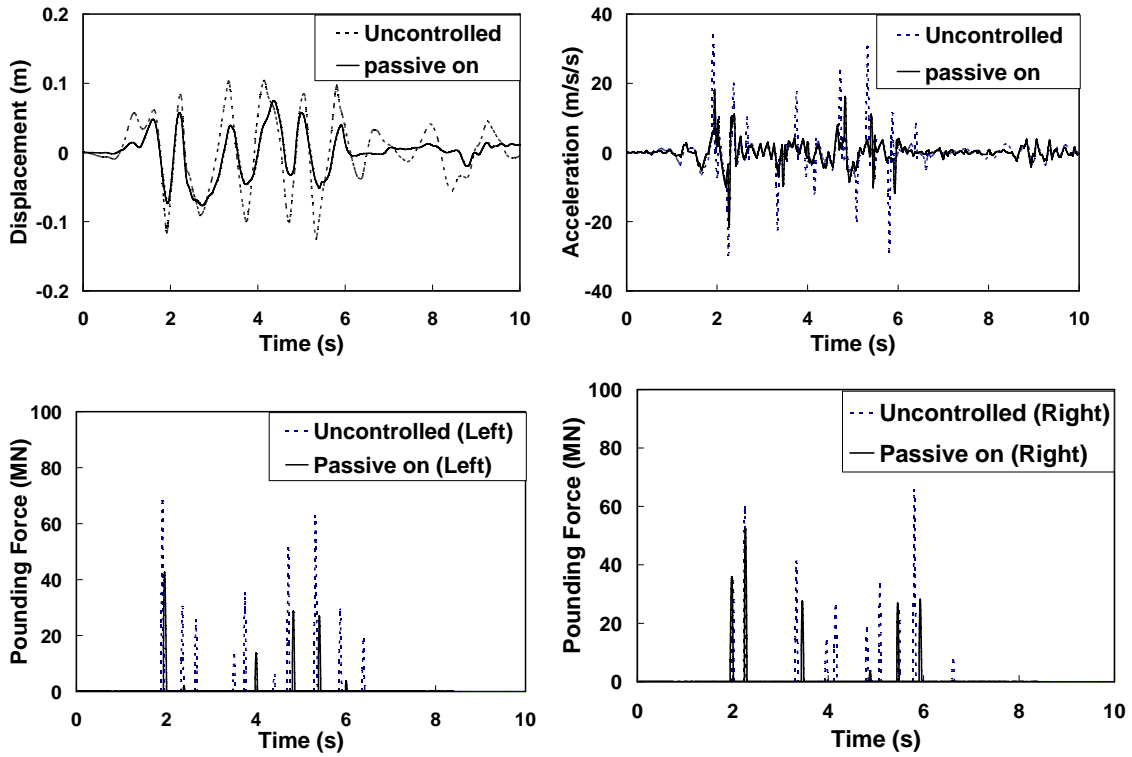 0.2
0.1
0
-0.1
-0.2
Displacement (m)
Uncontrolled
passive on
0 2 4 6 8 10
Time (s)
40
20
0
-20
-40
Acceleration (m/s/s)
Uncontrolled
passive on
0 2 4 6 8 10
Time (s)
100
80
60
40
20
0
Pounding Force (MN)
Uncontrolled (Left)
Passive on (Left)
0 2 4 6 8 10
Time (s)
100
80
60
40
20
0
Pounding Force (MN)
Uncontrolled (Right)
Passive on (Right)
0 2 4 6 8 10
Time (s)